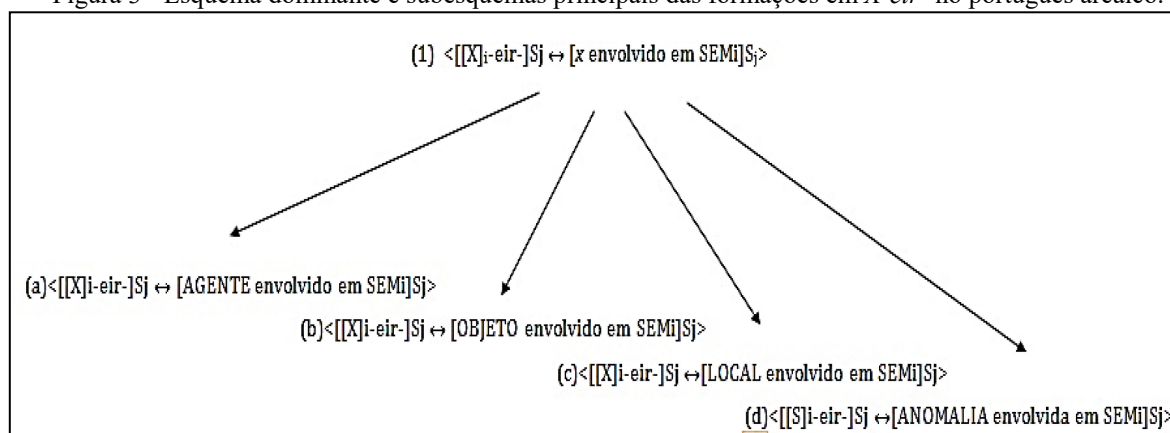 Figura 3 - Esquema dominante e subesquemas principais das formações em X-eir- no português arcaico.
(1) <[[X]i-eir-]Sj ↔ [x envolvido em SEMi]Sj>
(a)<[[X]i-eir-]Sj ↔ [AGENTE envolvido em SEMi]Sj>
(b)<[[X]i-eir-]Sj ↔ [OBJETO envolvido em SEMi]Sj>
(c)<[[X]i-eir-]Sj ↔[LOCAL envolvido em SEMi]Sj>
(d)<[[S]i-eir-]Sj ↔[ANOMALIA envolvida em SEMi]Sj>